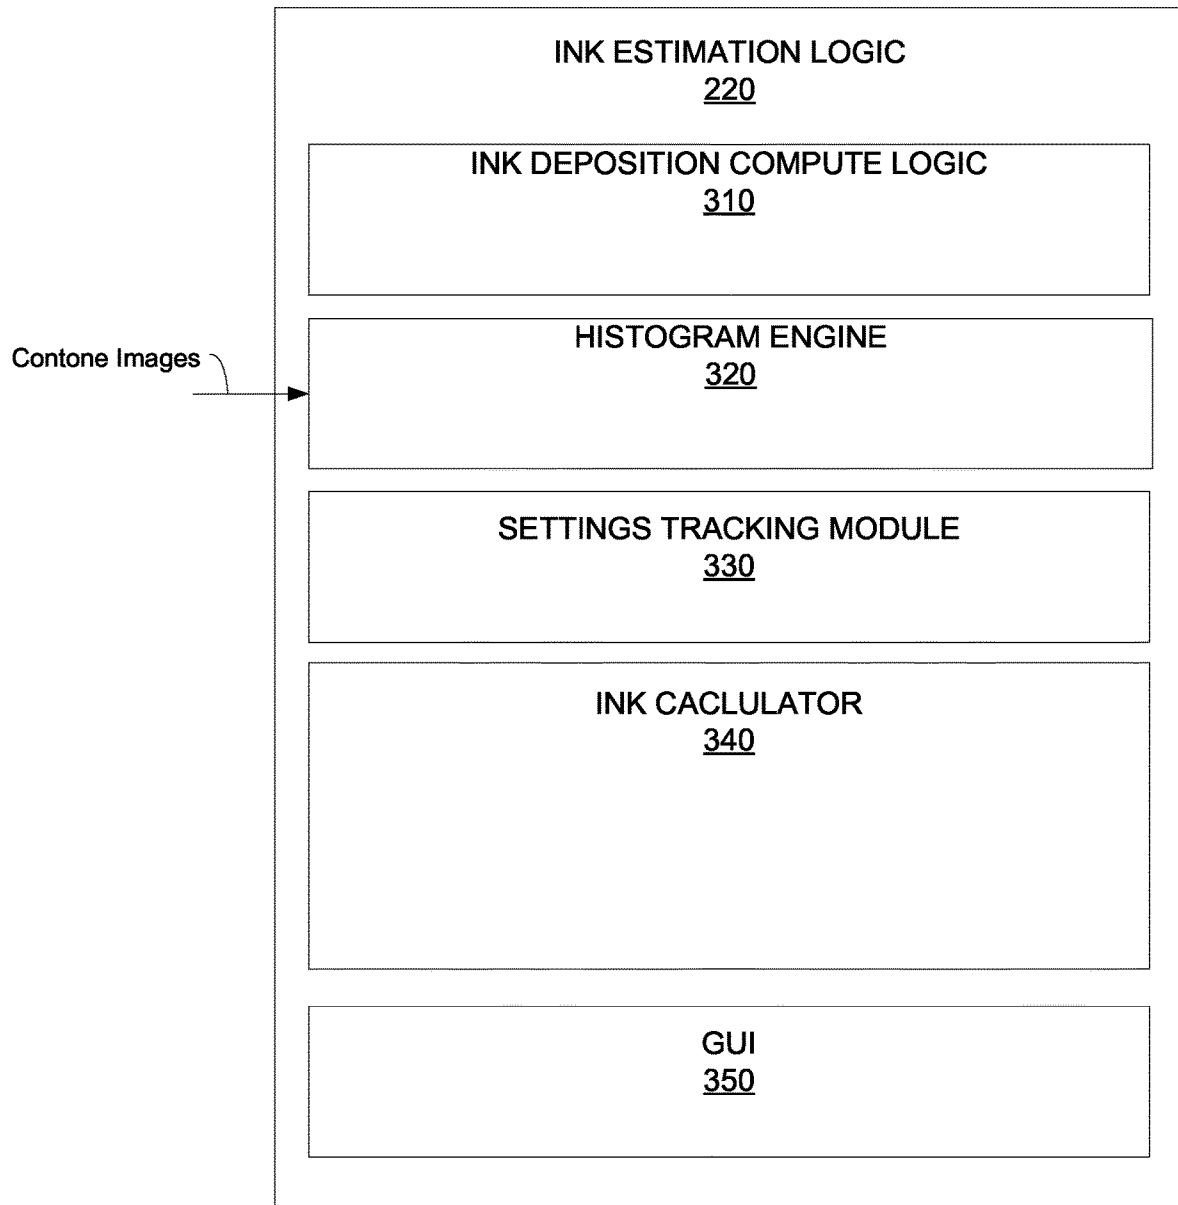 INK ESTIMATION LOGIC
220
INK DEPOSITION COMPUTE LOGIC
310
HISTOGRAM ENGINE
320
Contone Images
SETTINGS TRACKING MODULE
330
INK CACLULATOR
340
GUI
350